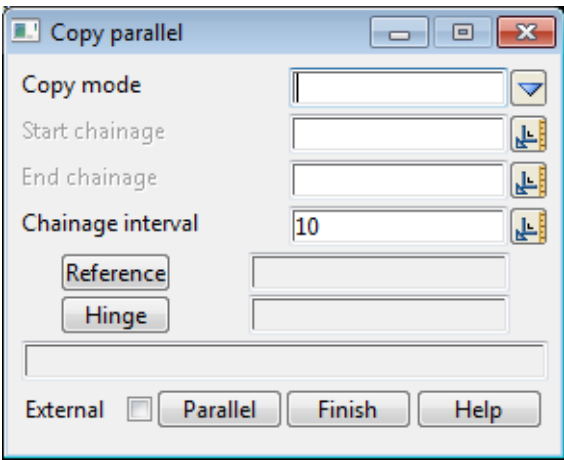 Copy parallel
Copy mode
Start chainage
End chainage
Chainage interval 10
Reference
Hinge
External Parallel Finish Help